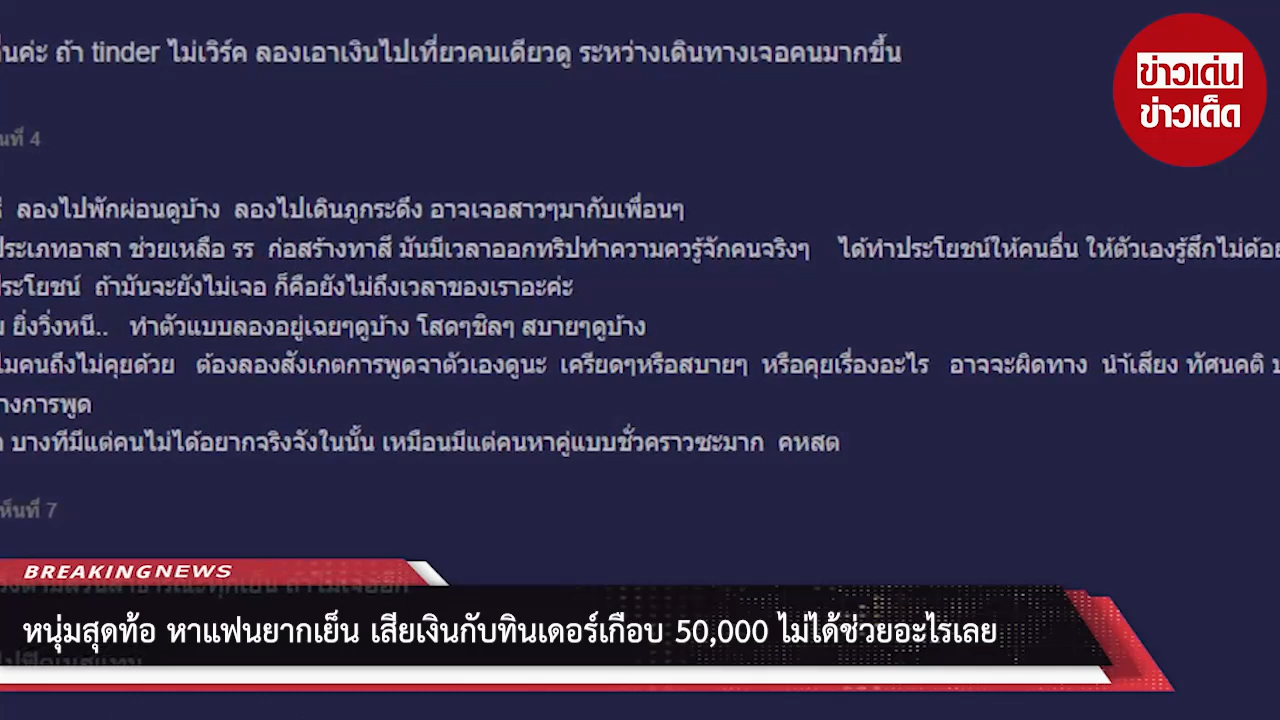 ค่ะ ถ้า tinder ไม่เวิร์ค ลองเอาเงินไปเที่ยวคนเดียวดู ระหว่างเดินทางเจอคนมากขึ้น
ข่าวเด่น
ข่าวเด็ด
นที่ 4
ลองไปพักผ่อนดูบ้าง ลองไปเดินภูกระดึง อาจเจอสาวๆมากับเพื่อนๆ
ประเภทอาสา ช่วยเหลือ รร ก่อสร้างทาสี มันมีเวลาออกทริปทำความควรู้จักคนจริงๆ ได้ทำประโยชน์ให้คนอื่น ให้ตัวเองรู้สึกไม่ด้อย
ระโยชน์ ถ้ามันจะยังไม่เจอ ก็คือยังไม่ถึงเวลาของเราอะค่ะ
ยิ่งวิ่งหนี.. ทำตัวแบบลองอยู่เฉยๆดูบ้าง โสดๆชิลๆ สบายๆดูบ้าง
ไมคนถึงไม่คุยด้วย ต้องลองสังเกตการพูดจาตัวเองดูนะ เครียดๆหรือสบายๆ หรือคุยเรื่องอะไร อาจจะผิดทาง น้ำเสียง ทัศนคติ
างการพูด
บางทีมีแต่คนไม่ได้อยากจริงจังในนั้น เหมือนมีแต่คนหาคู่แบบชั่วคราวซะมาก คหสต
ห็นที่ 7
BREAKING NEWS
หนุ่มสุดท้อ หาแฟนยากเย็น เสียเงินกับทินเดอร์เกือบ 50,000 ไม่ได้ช่วยอะไรเลย